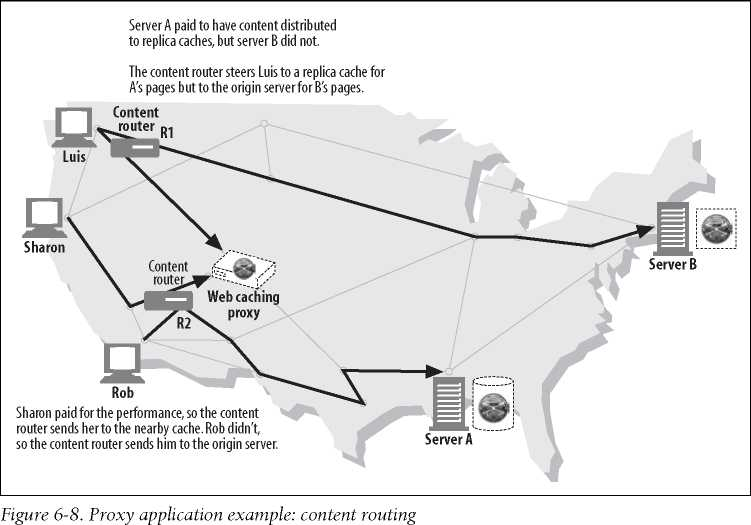 Server A paid to have content distributed
to replica caches, but server B did not.
The content router steers Luis to a replica cache for
A's pages but to the origin server for B's pages.
Content
router
R1
Luis
Sharon
Server B
Content
router
Web caching
proxy
R2
Rob
Server A
Sharon paid for the performance, so the content
router sends her to the nearby cache. Rob didn't,
so the content router sends him to the origin server.
Figure 6-8. Proxy application example: content routing